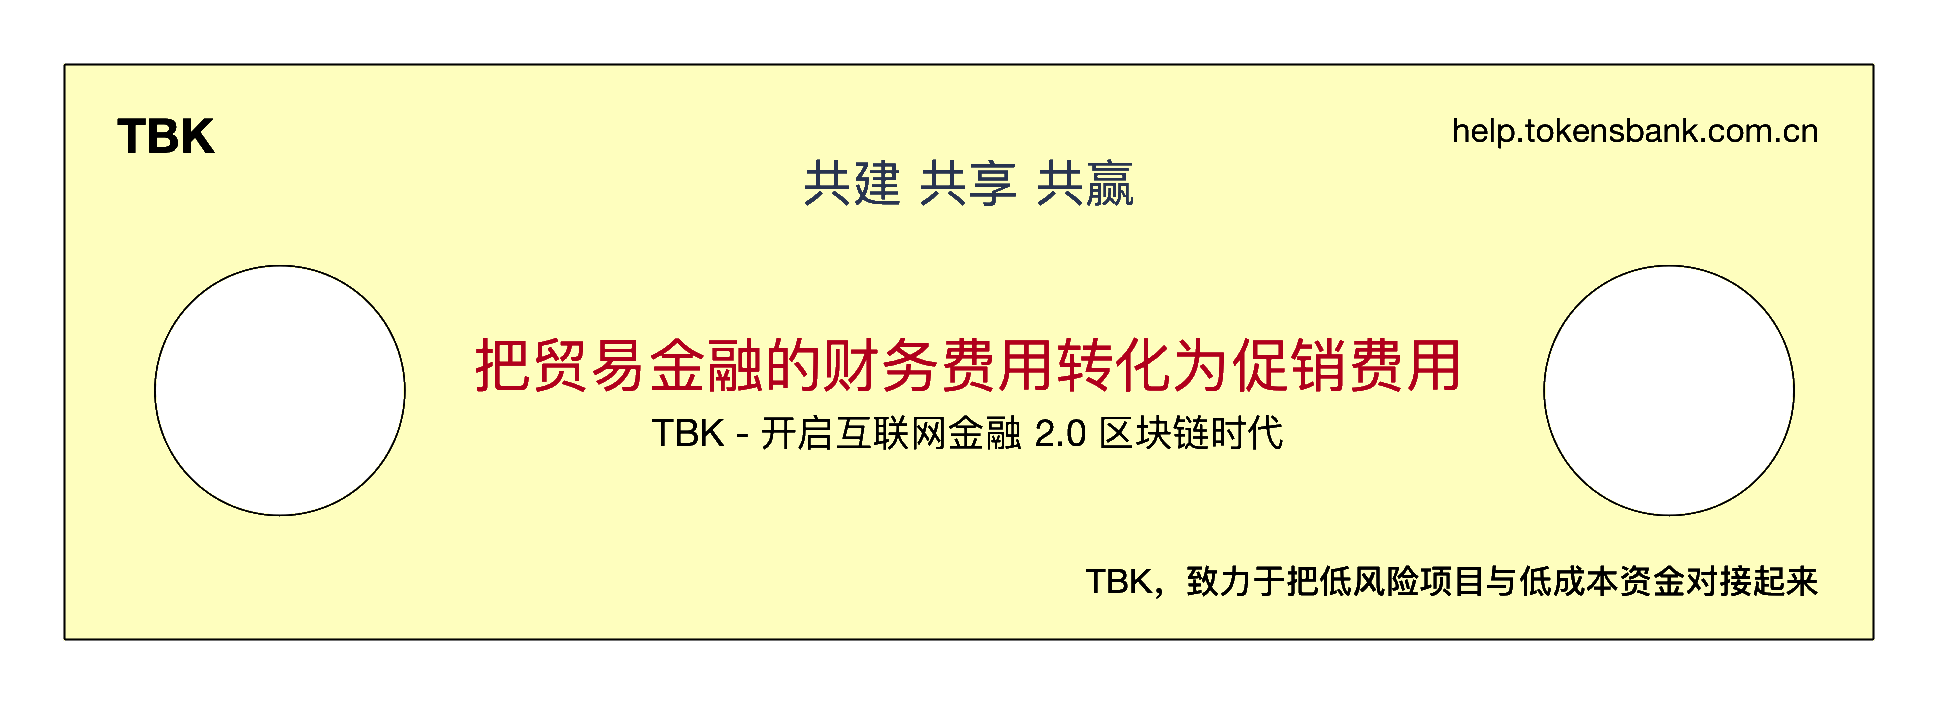 TBK
help.tokensbank.com.cn
共建 共享 共赢
把贸易金融的财务费用转化为促销费用
TBK - 开启互联网金融 2.0 区块链时代
TBK，致力于把低风险项目与低成本资金对接起来